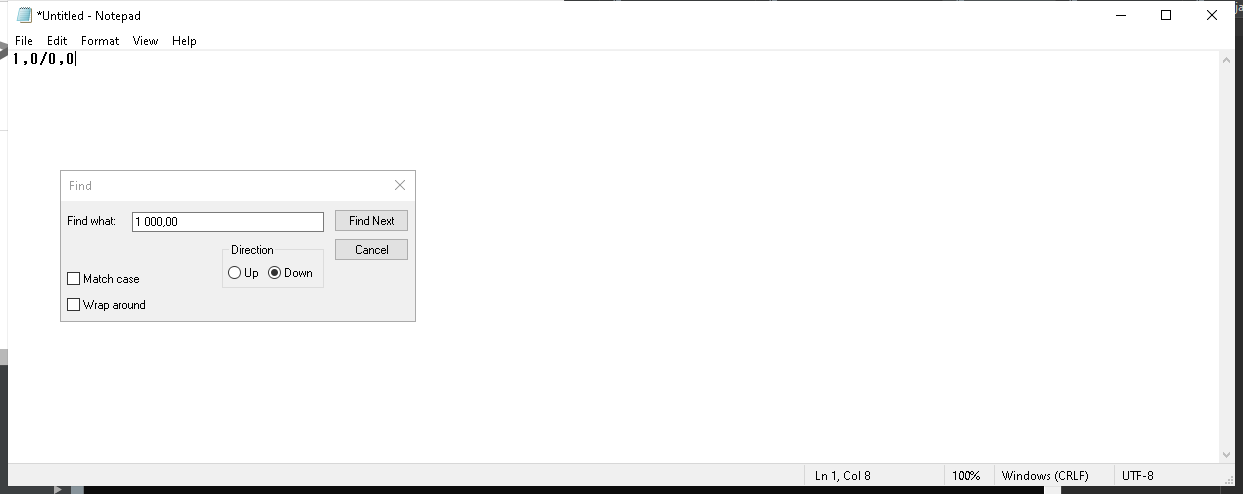 *Untitled - Notepad
File Edit Format View Help
1,0/0,0
Find
Find what: 1 000,00 Find Next
Direction Cancel
Up Down
Match case
Wrap around
Ln 1, Col 8 100% Windows (CRLF) UTF-8